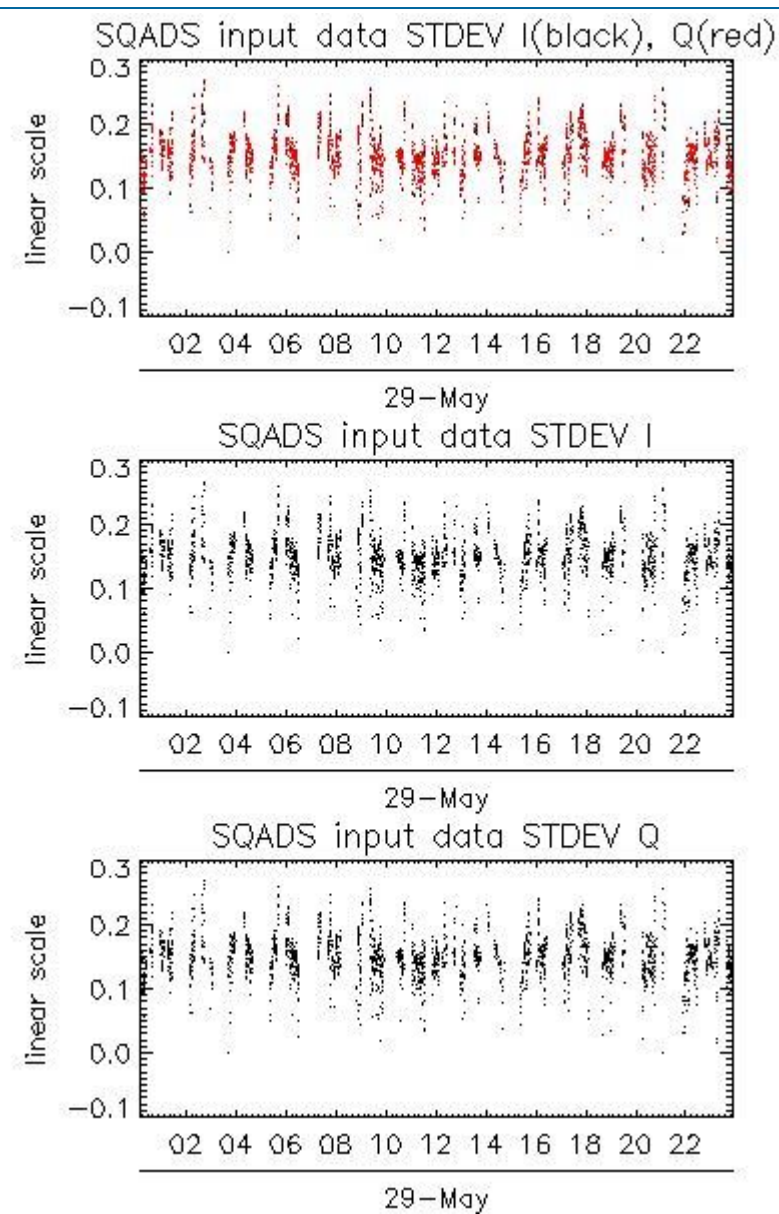 SQADS input data STDEV I(black), Q(red)
0.3
0.2
0.1
0.0
-0.1
linear scale
02 04 06 08 10 12 14 16 18 20 22
29-May
SQADS input data STDEV I
0.3
0.2
0.1
0.0
-0.1
linear scale
02 04 06 08 10 12 14 16 18 20 22
29-May
SQADS input data STDEV Q
0.3
0.2
0.1
0.0
-0.1
linear scale
02 04 06 08 10 12 14 16 18 20 22
29-May